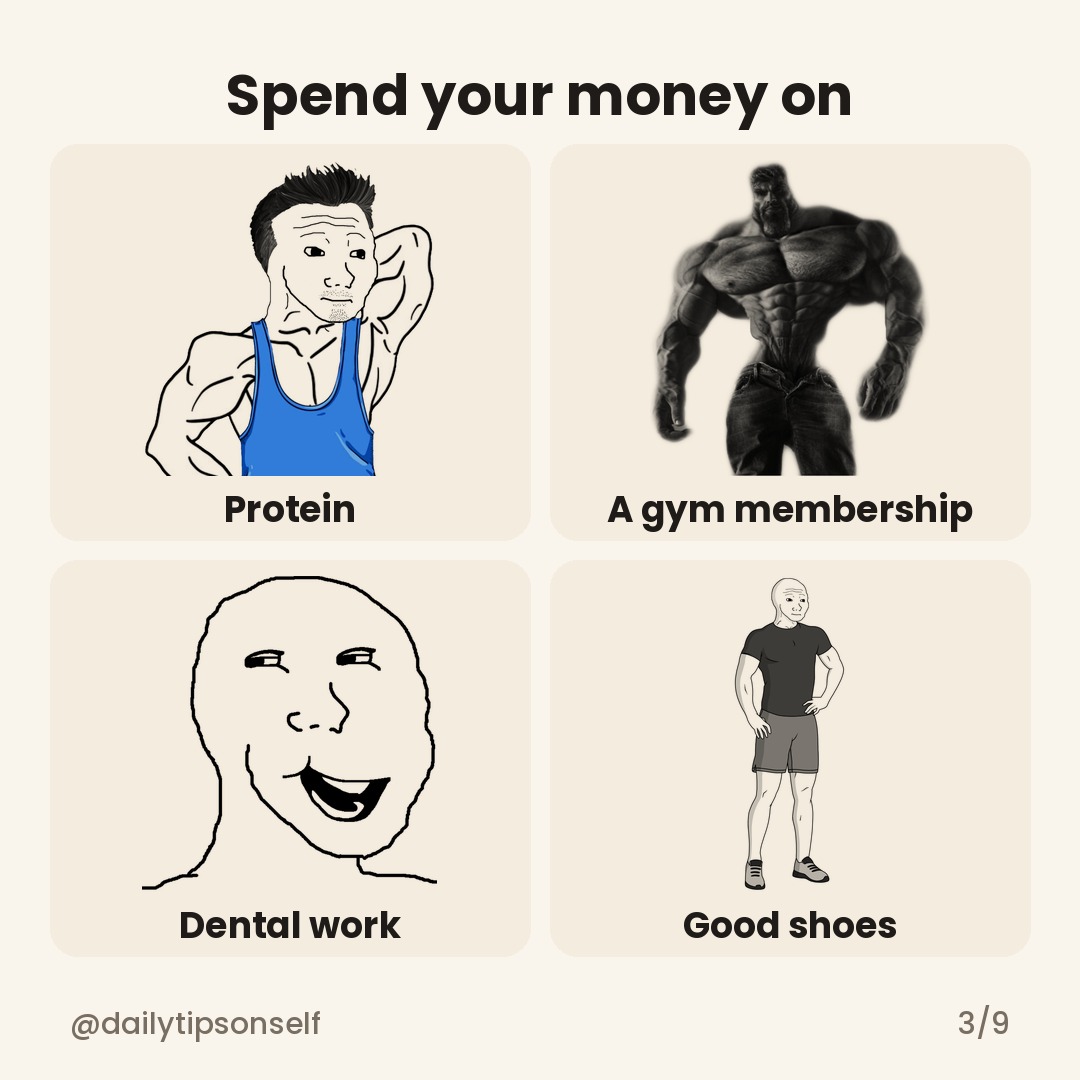 Spend your money on
Protein
A gym membership
Dental work
Good shoes
@dailytipsonself
3/9